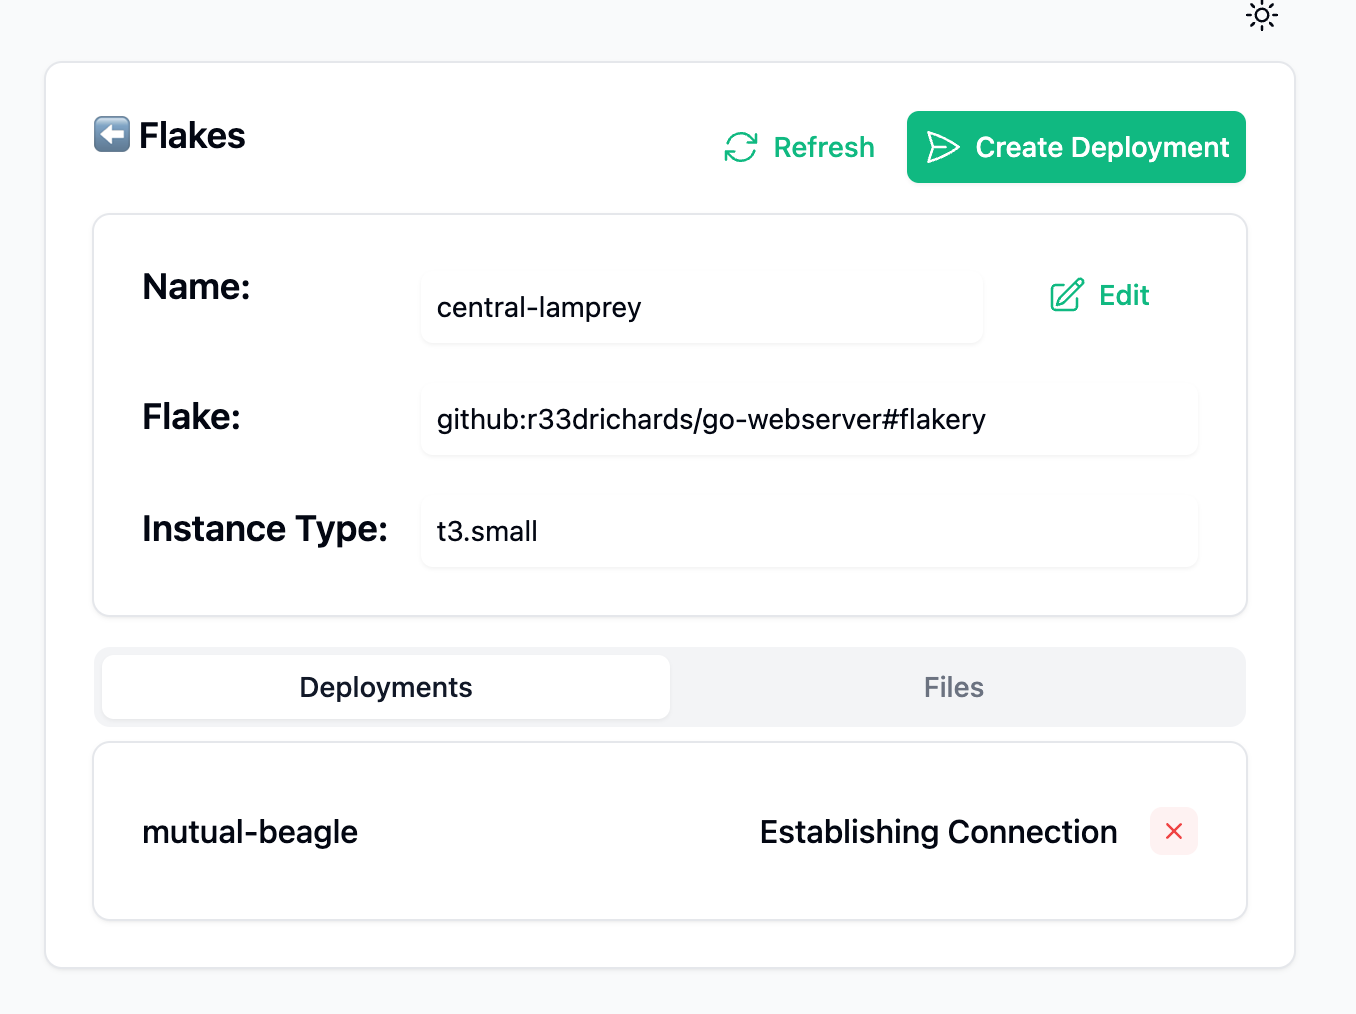 Flakes
Refresh
Create Deployment
Name:
central-lamprey
Edit
Flake:
github:r33drichards/go-webserver#flakery
Instance Type:
t3.small
Deployments
Files
mutual-beagle
Establishing Connection